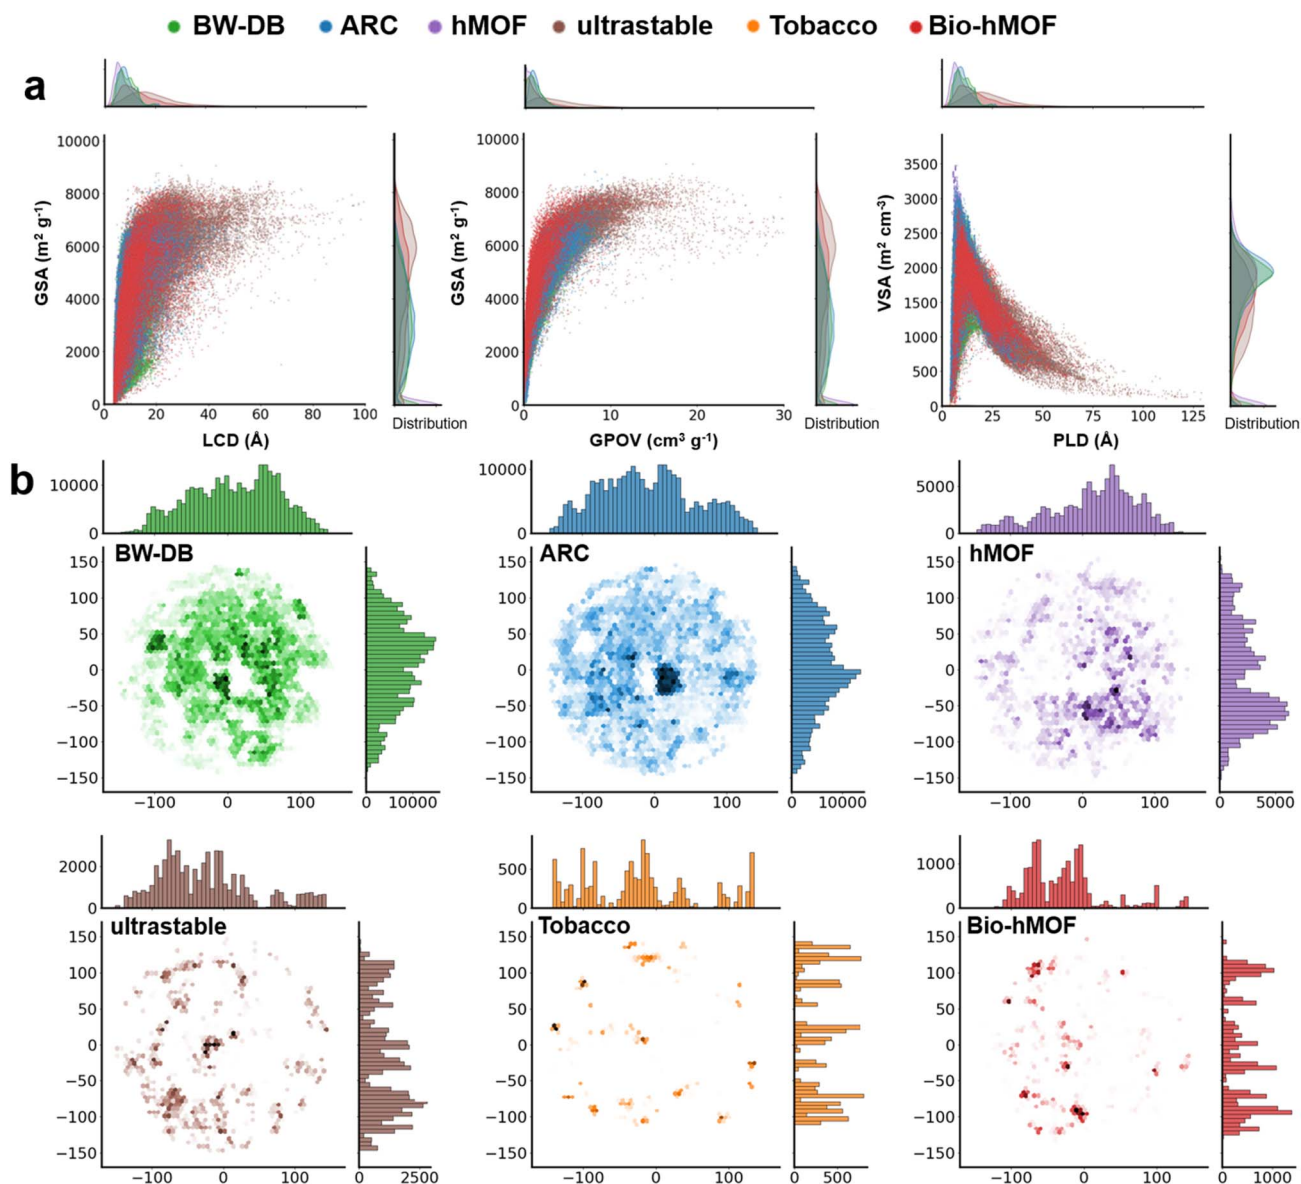 BW-DB ARC hMOF ultrastable Tobacco Bio-hMOF
a
GSA (m² g⁻¹)
10000
8000
6000
4000
2000
0
0 20 40 60 80 100
LCD (Å)
Distribution
GSA (m² g⁻¹)
10000
8000
6000
4000
2000
0
0 10 20 30
GPOV (cm³ g⁻¹)
Distribution
VSA (m² cm⁻³)
3500
3000
2500
2000
1500
1000
500
0
0 25 50 75 100 125
PLD (Å)
Distribution
b
10000
0
BW-DB
150
100
50
0
−50
−100
−150
−100 0 100
0 10000
10000
0
ARC
150
100
50
0
−50
−100
−150
−100 0 100
0 10000
5000
0
hMOF
150
100
50
0
−50
−100
−150
−100 0 100
0 5000
2000
0
ultrastable
150
100
50
0
−50
−100
−150
−100 0 100
0 2500
500
0
Tobacco
150
100
50
0
−50
−100
−150
−100 0 100
0 500
1000
0
Bio-hMOF
150
100
50
0
−50
−100
−150
−100 0 100
0 1000